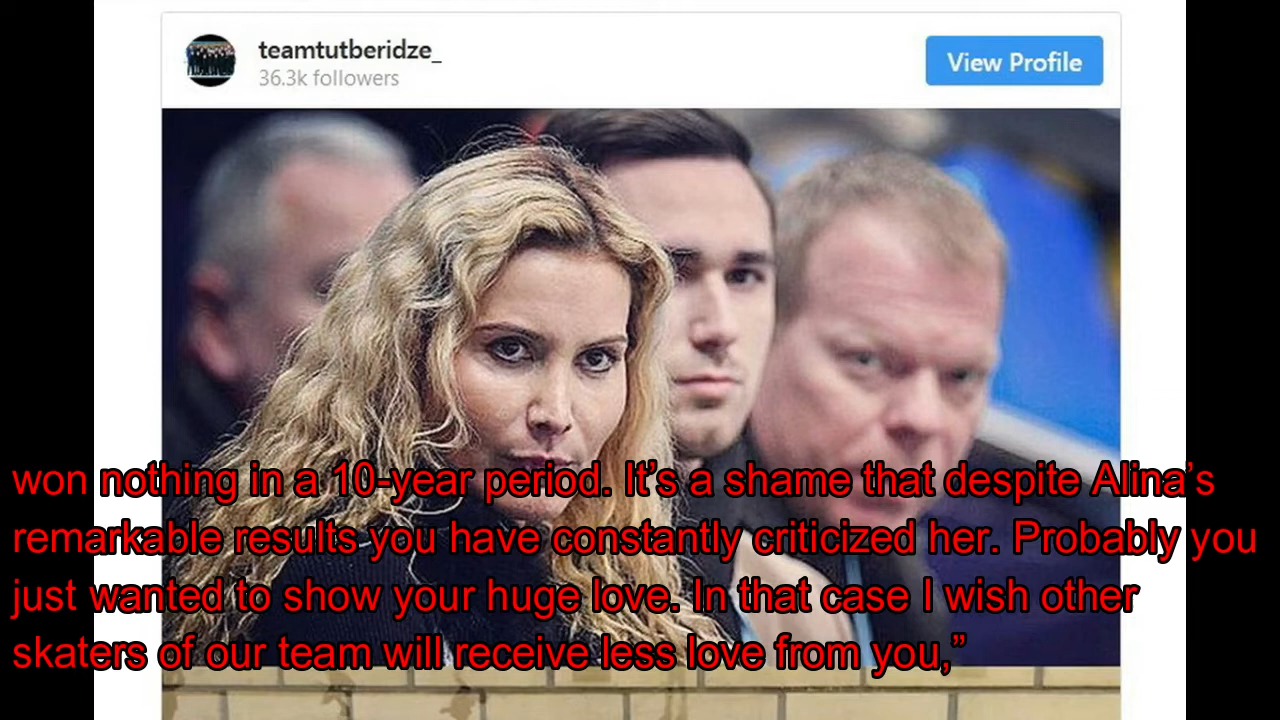 teamtutberidze_
36.3k followers
View Profile
won nothing in a 10-year period. It’s a shame that despite Alina’s
remarkable results you have constantly criticized her. Probably you
just wanted to show your huge love. In that case I wish other
skaters of our team will receive less love from you,”